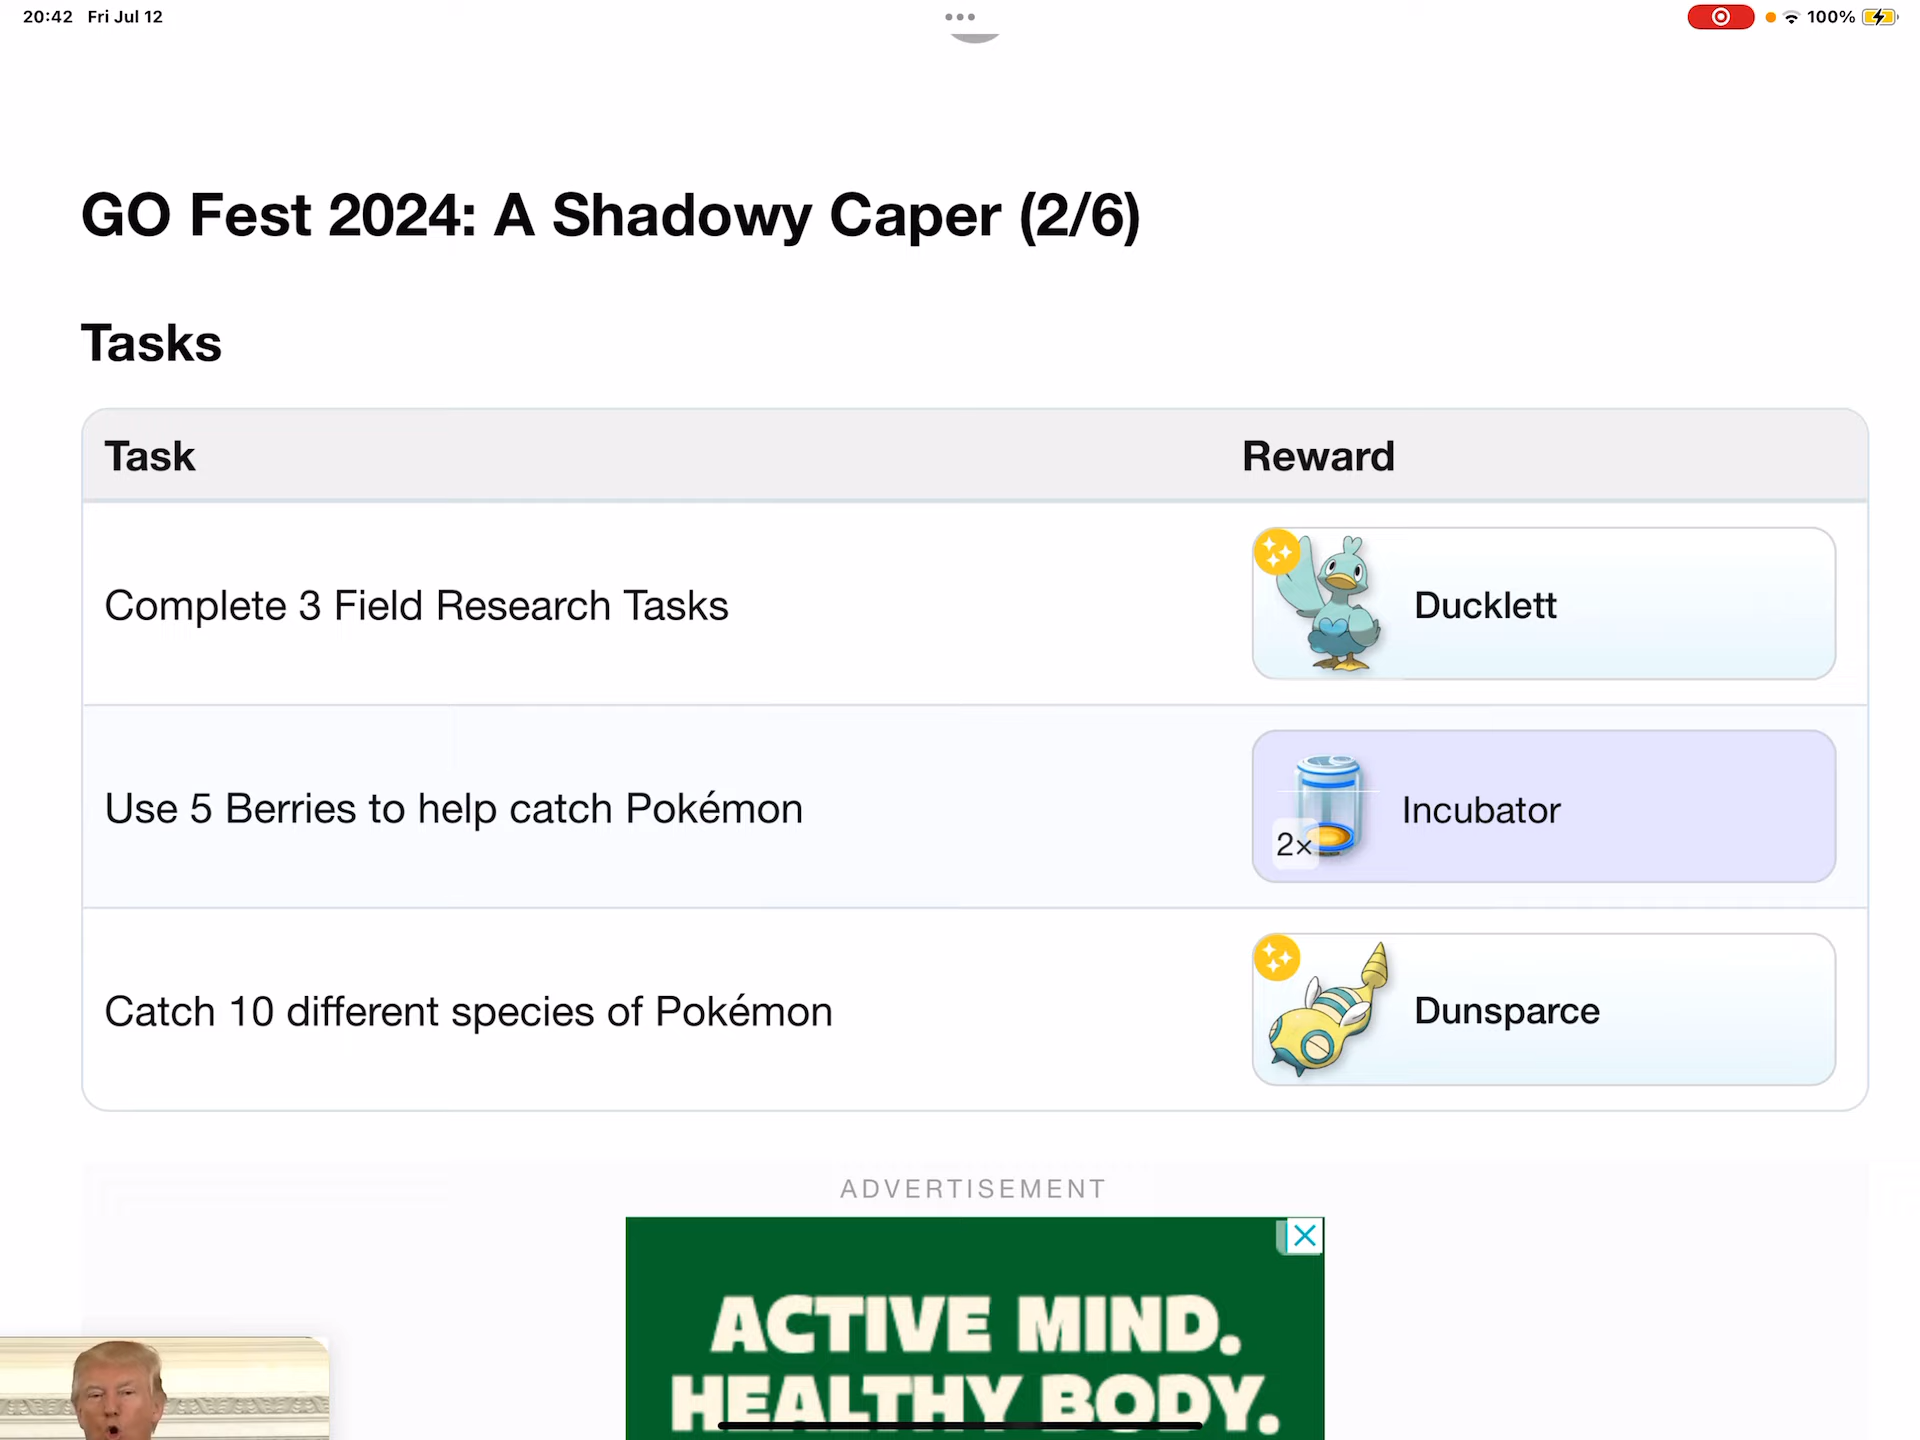 20:42 Fri Jul 12
100%
GO Fest 2024: A Shadowy Caper (2/6)
Tasks
Task Reward
Complete 3 Field Research Tasks Ducklett
Use 5 Berries to help catch Pokémon 2× Incubator
Catch 10 different species of Pokémon Dunsparce
ADVERTISEMENT
ACTIVE MIND.
HEALTHY BODY.